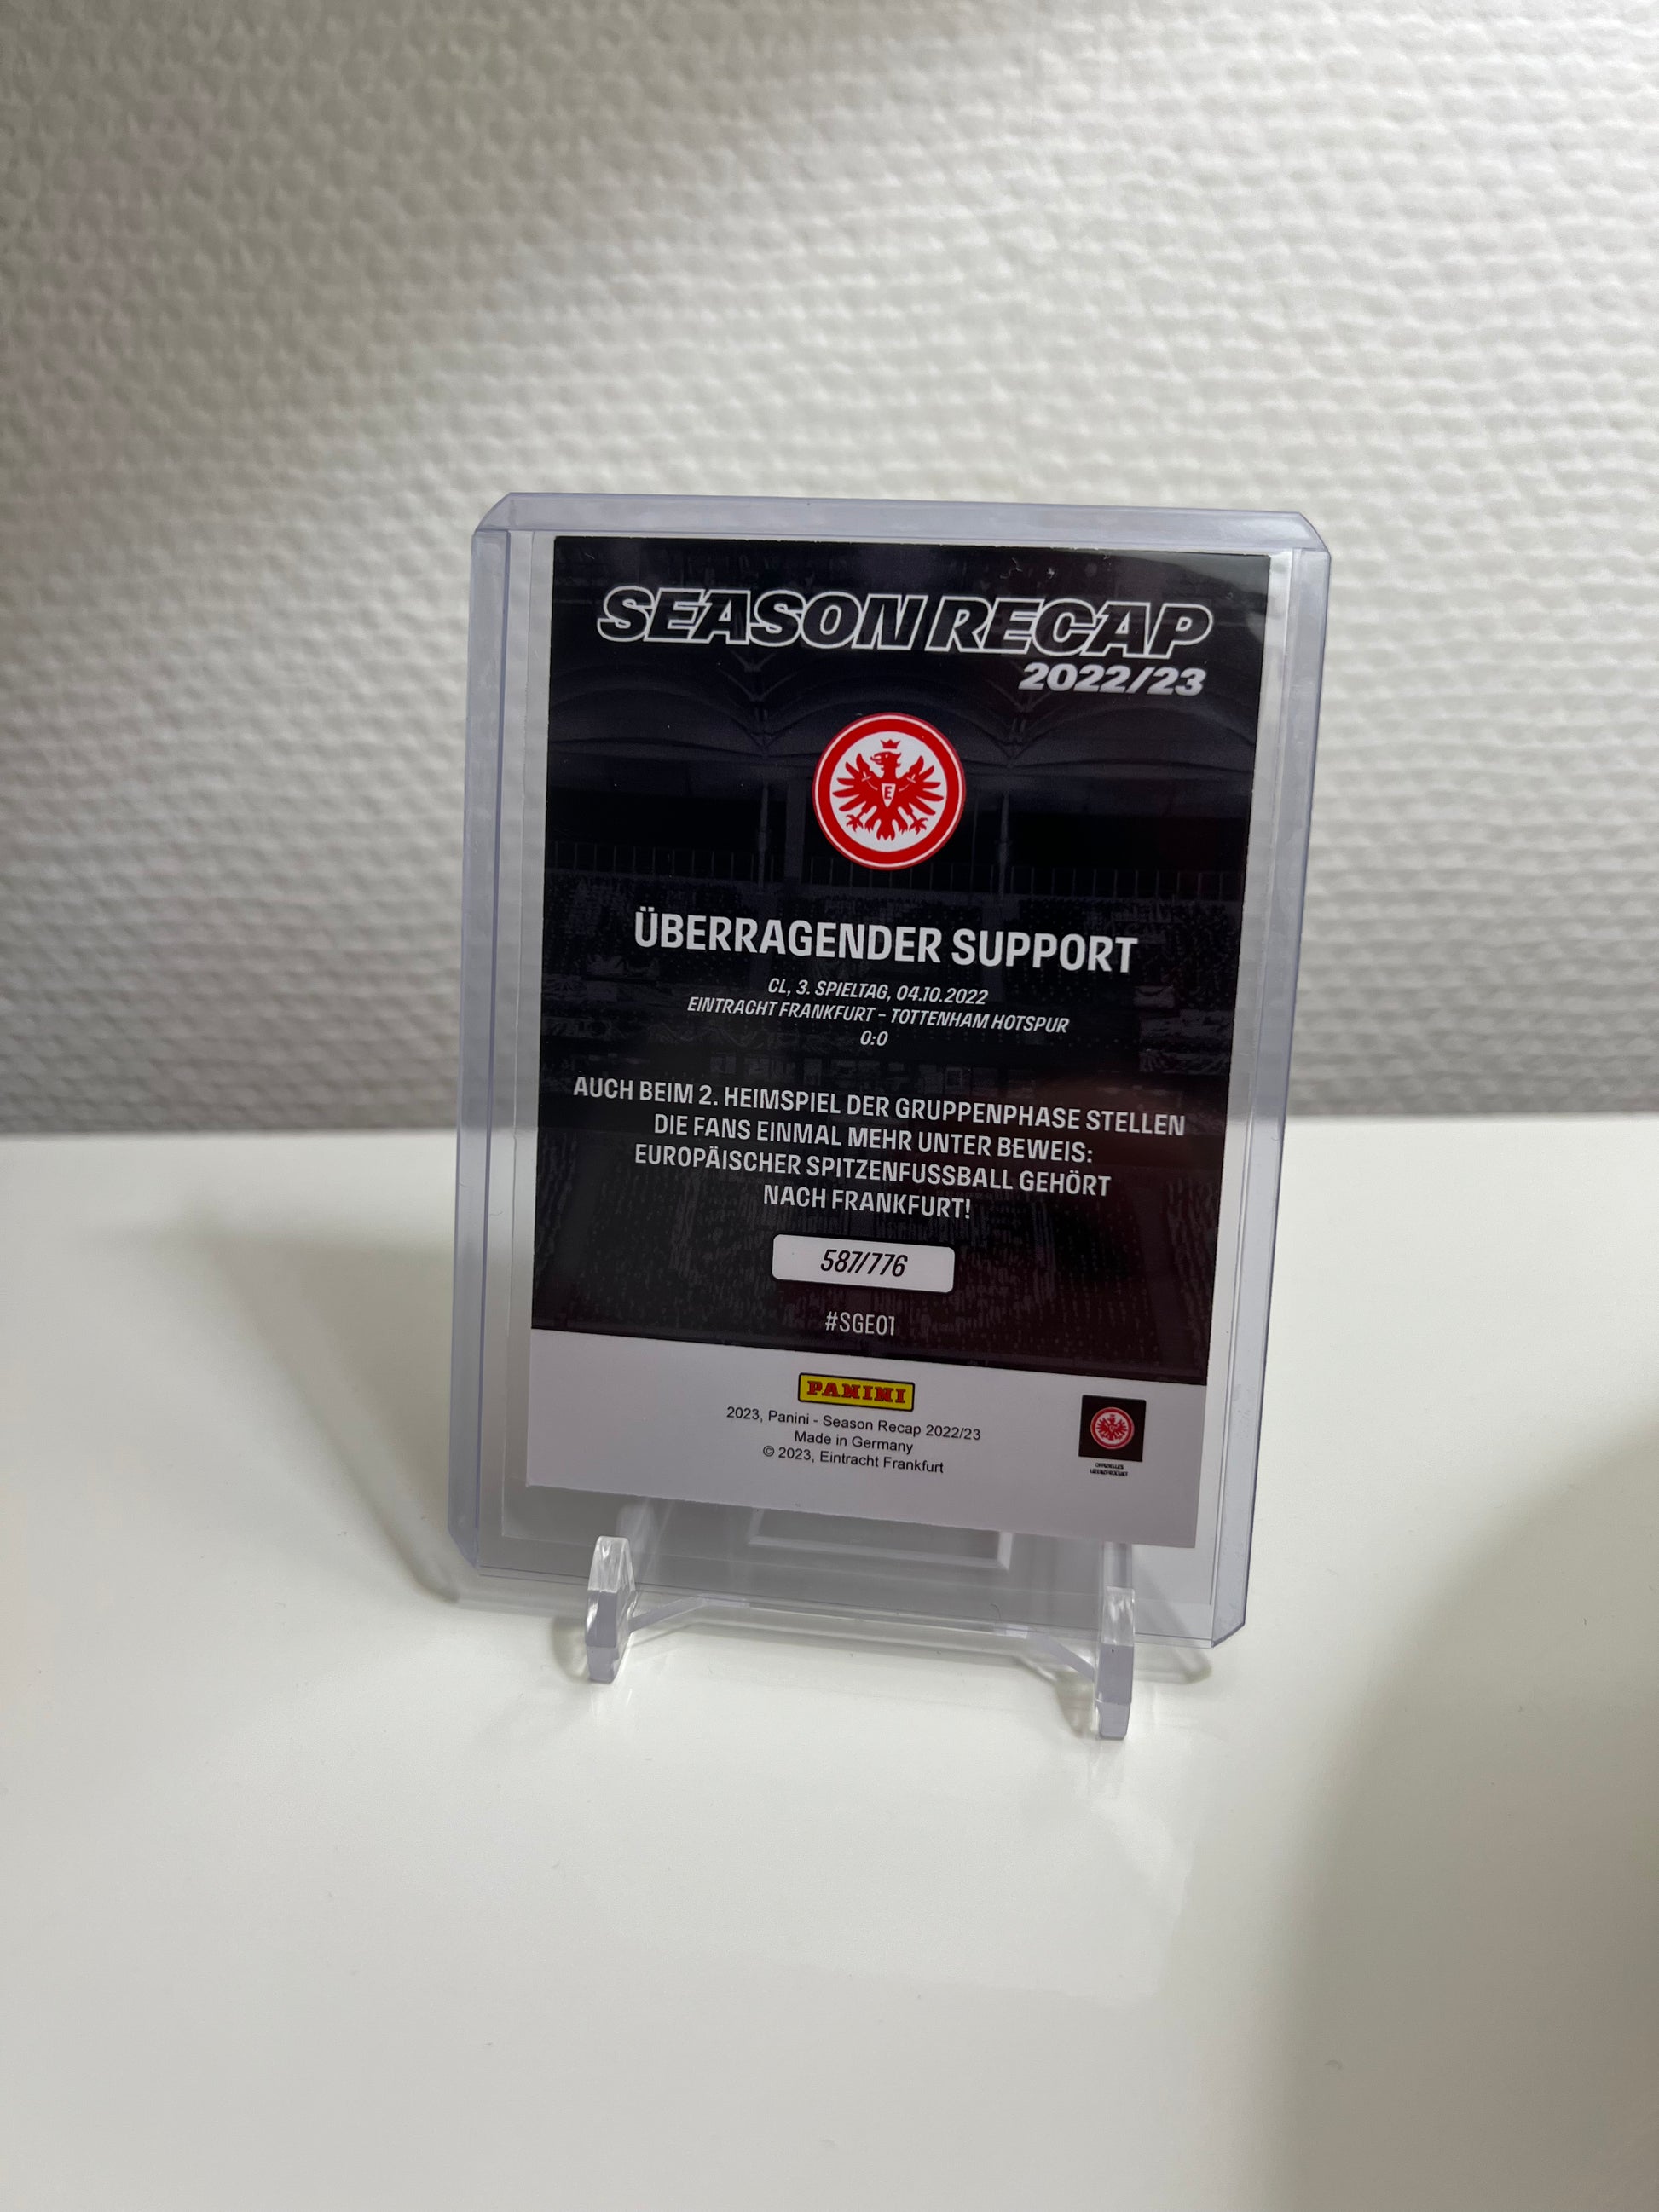 SEASON RECAP
2022/23
E
ÜBERRAGENDER SUPPORT
CL, 3. SPIELTAG, 04.10.2022
EINTRACHT FRANKFURT – TOTTENHAM HOTSPUR
0:0
AUCH BEIM 2. HEIMSPIEL DER GRUPPENPHASE STELLEN
DIE FANS EINMAL MEHR UNTER BEWEIS:
EUROPÄISCHER SPITZENFUSSBALL GEHÖRT
NACH FRANKFURT!
587/776
#SGE01
PANINI
2023, Panini - Season Recap 2022/23
Made in Germany
© 2023, Eintracht Frankfurt
OFFIZIELLES
LIZENZPRODUKT